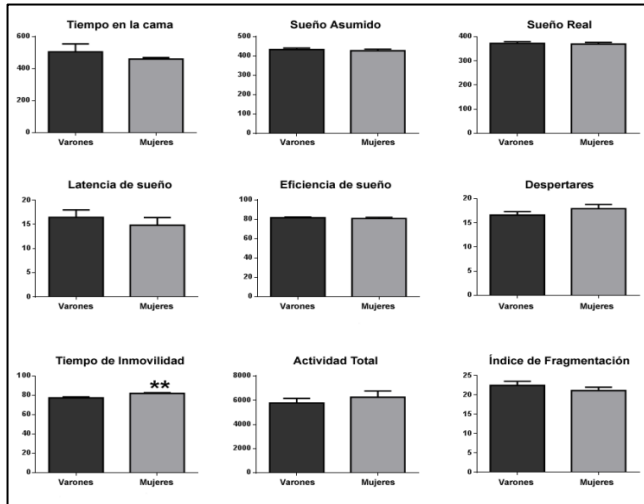 Tiempo en la cama
600
400
200
0
Varones Mujeres
Sueño Asumido
500
400
300
200
100
0
Varones Mujeres
Sueño Real
400
300
200
100
0
Varones Mujeres
Latencia de sueño
20
15
10
5
0
Varones Mujeres
Eficiencia de sueño
100
80
60
40
20
0
Varones Mujeres
Despertares
20
15
10
5
0
Varones Mujeres
Tiempo de Inmovilidad
100
80
60
40
20
0
**
Varones Mujeres
Actividad Total
8000
6000
4000
2000
0
Varones Mujeres
Índice de Fragmentación
25
20
15
10
5
0
Varones Mujeres